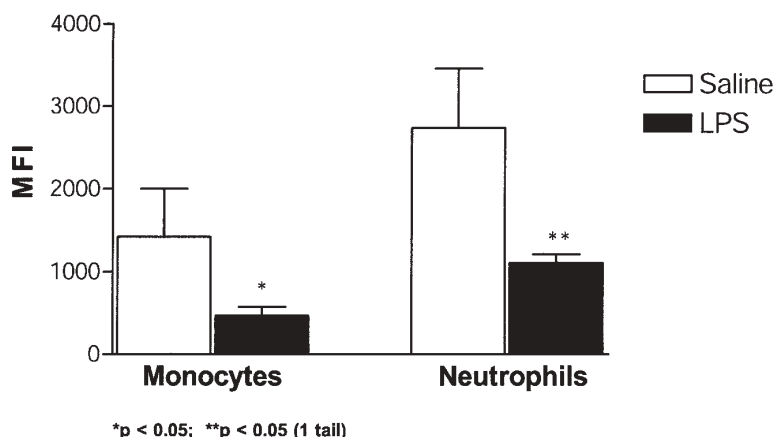 4000
3000
2000
1000
0
MFI
Saline
LPS
*
**
Monocytes
Neutrophils
*p < 0.05; **p < 0.05 (1 tail)